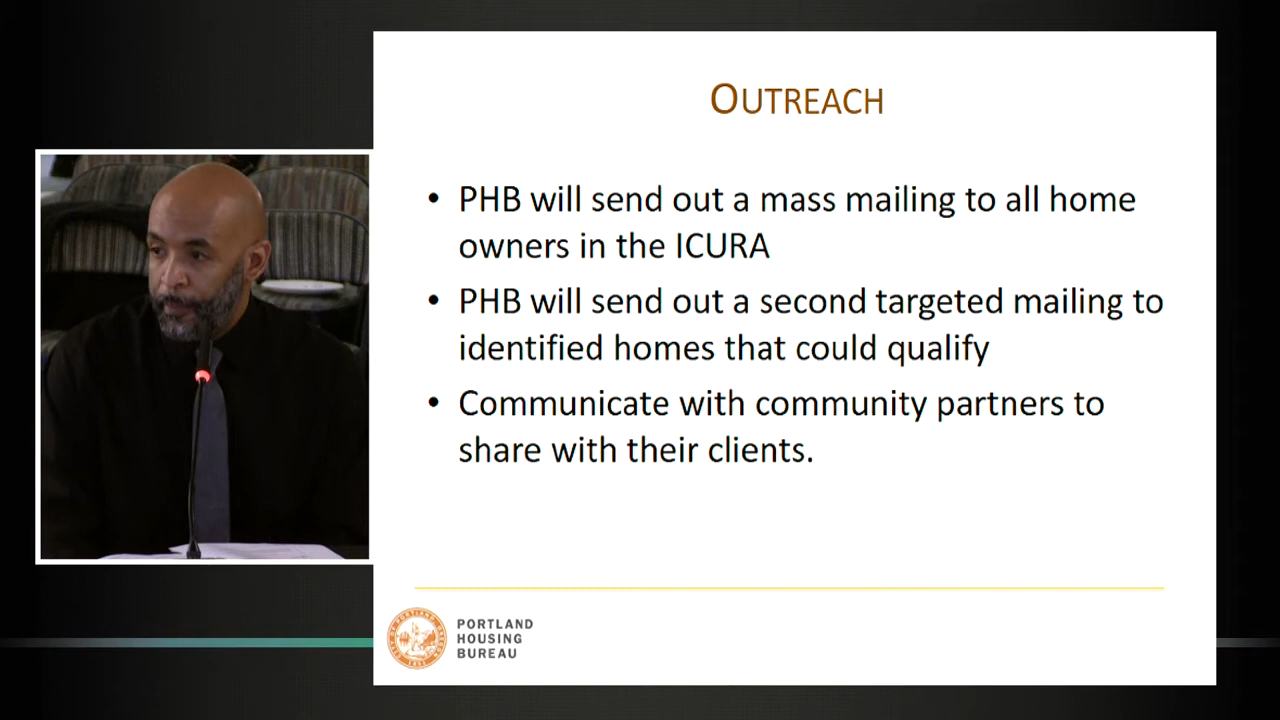 OUTREACH
• PHB will send out a mass mailing to all home
owners in the ICURA
• PHB will send out a second targeted mailing to
identified homes that could qualify
• Communicate with community partners to
share with their clients.
PORTLAND
HOUSING
BUREAU